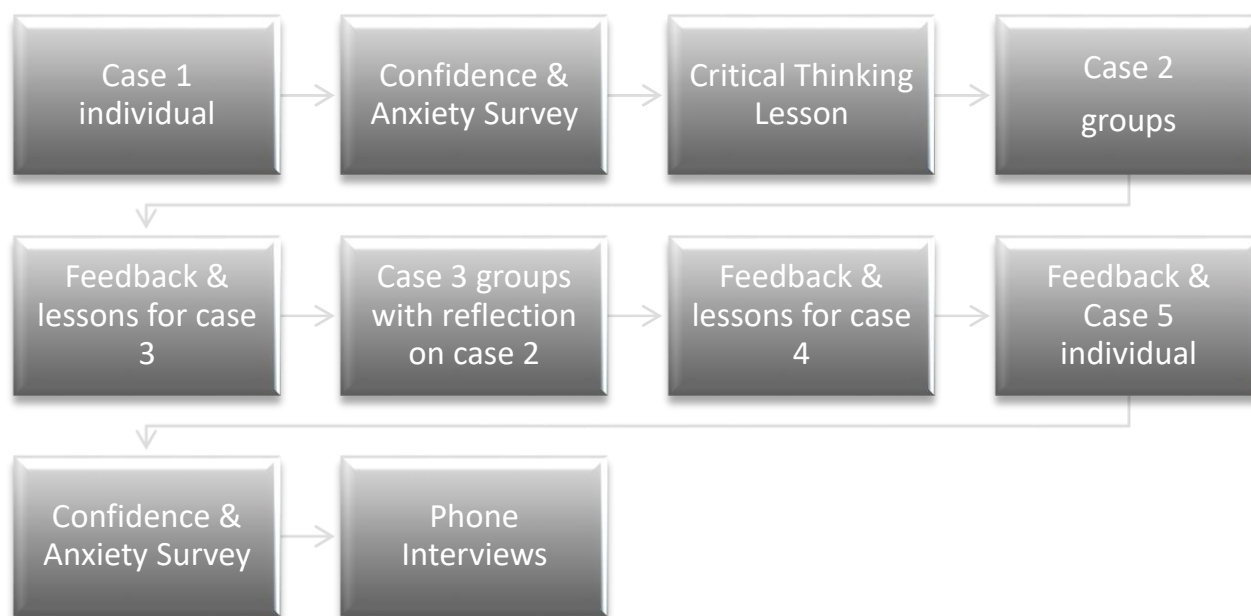 Case 1
individual
Confidence &
Anxiety Survey
Critical Thinking
Lesson
Case 2
groups
Feedback &
lessons for case
3
Case 3 groups
with reflection
on case 2
Feedback &
lessons for case
4
Feedback &
Case 5
individual
Confidence &
Anxiety Survey
Phone
Interviews